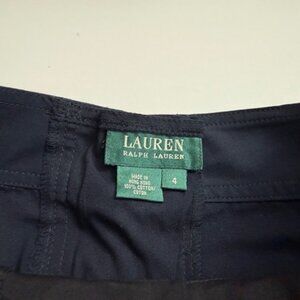 LAUREN
RALPH LAUREN
MADE IN
HONG KONG
100% COTTON/
COTON
4